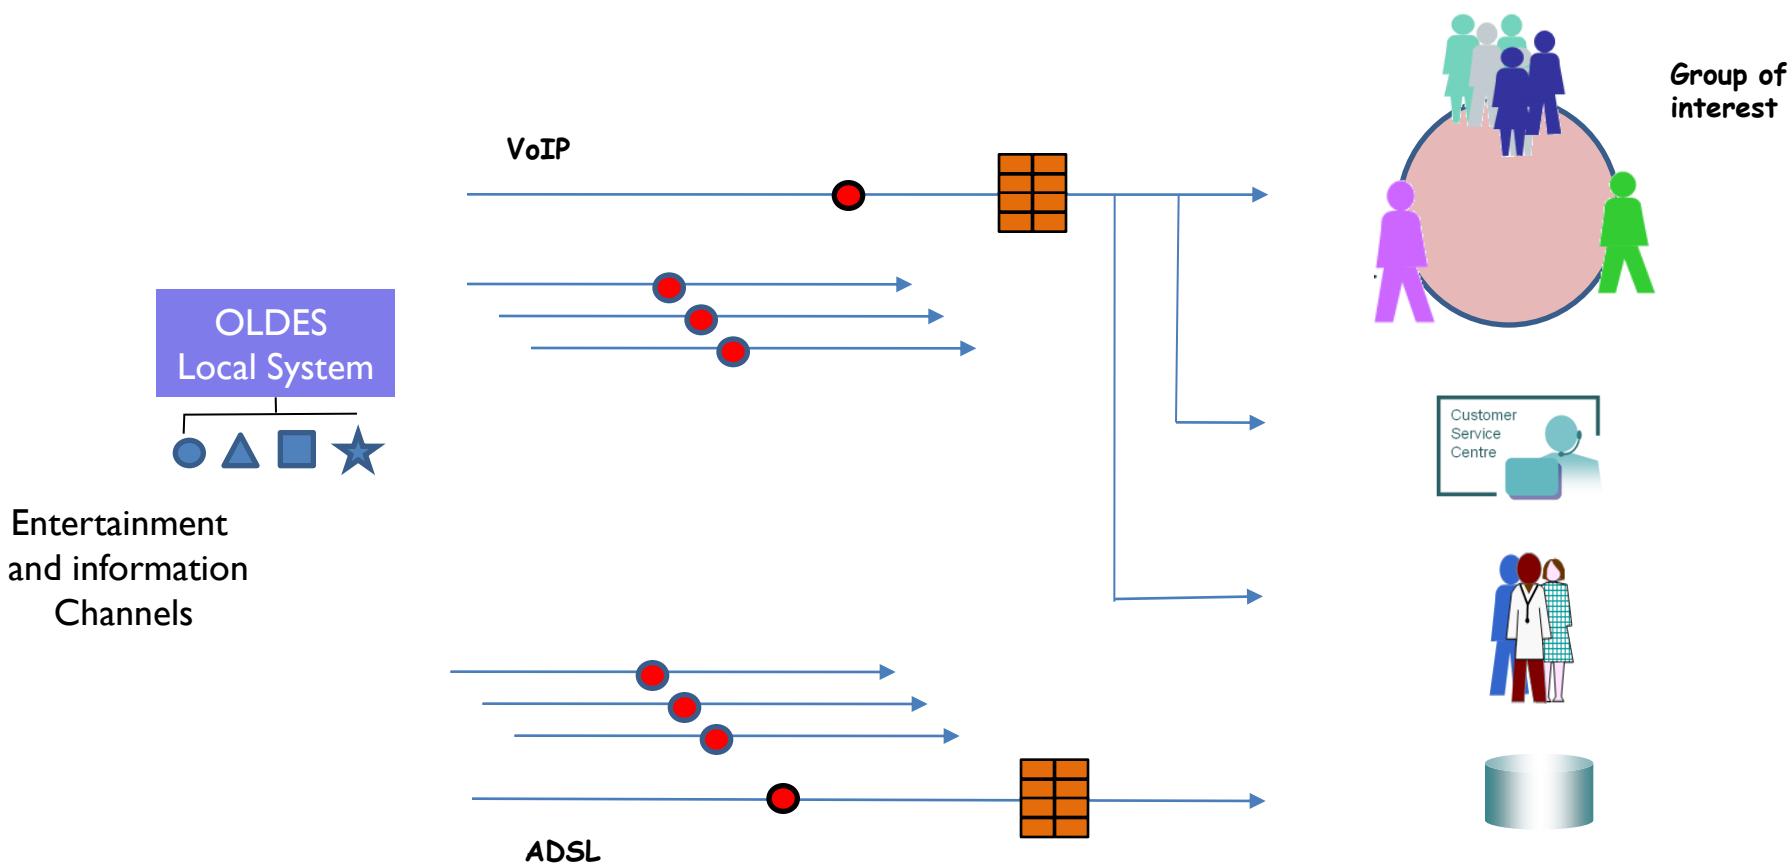 Group of
interest
VoIP
OLDES
Local System
Customer
Service
Centre
Entertainment
and information
Channels
ADSL